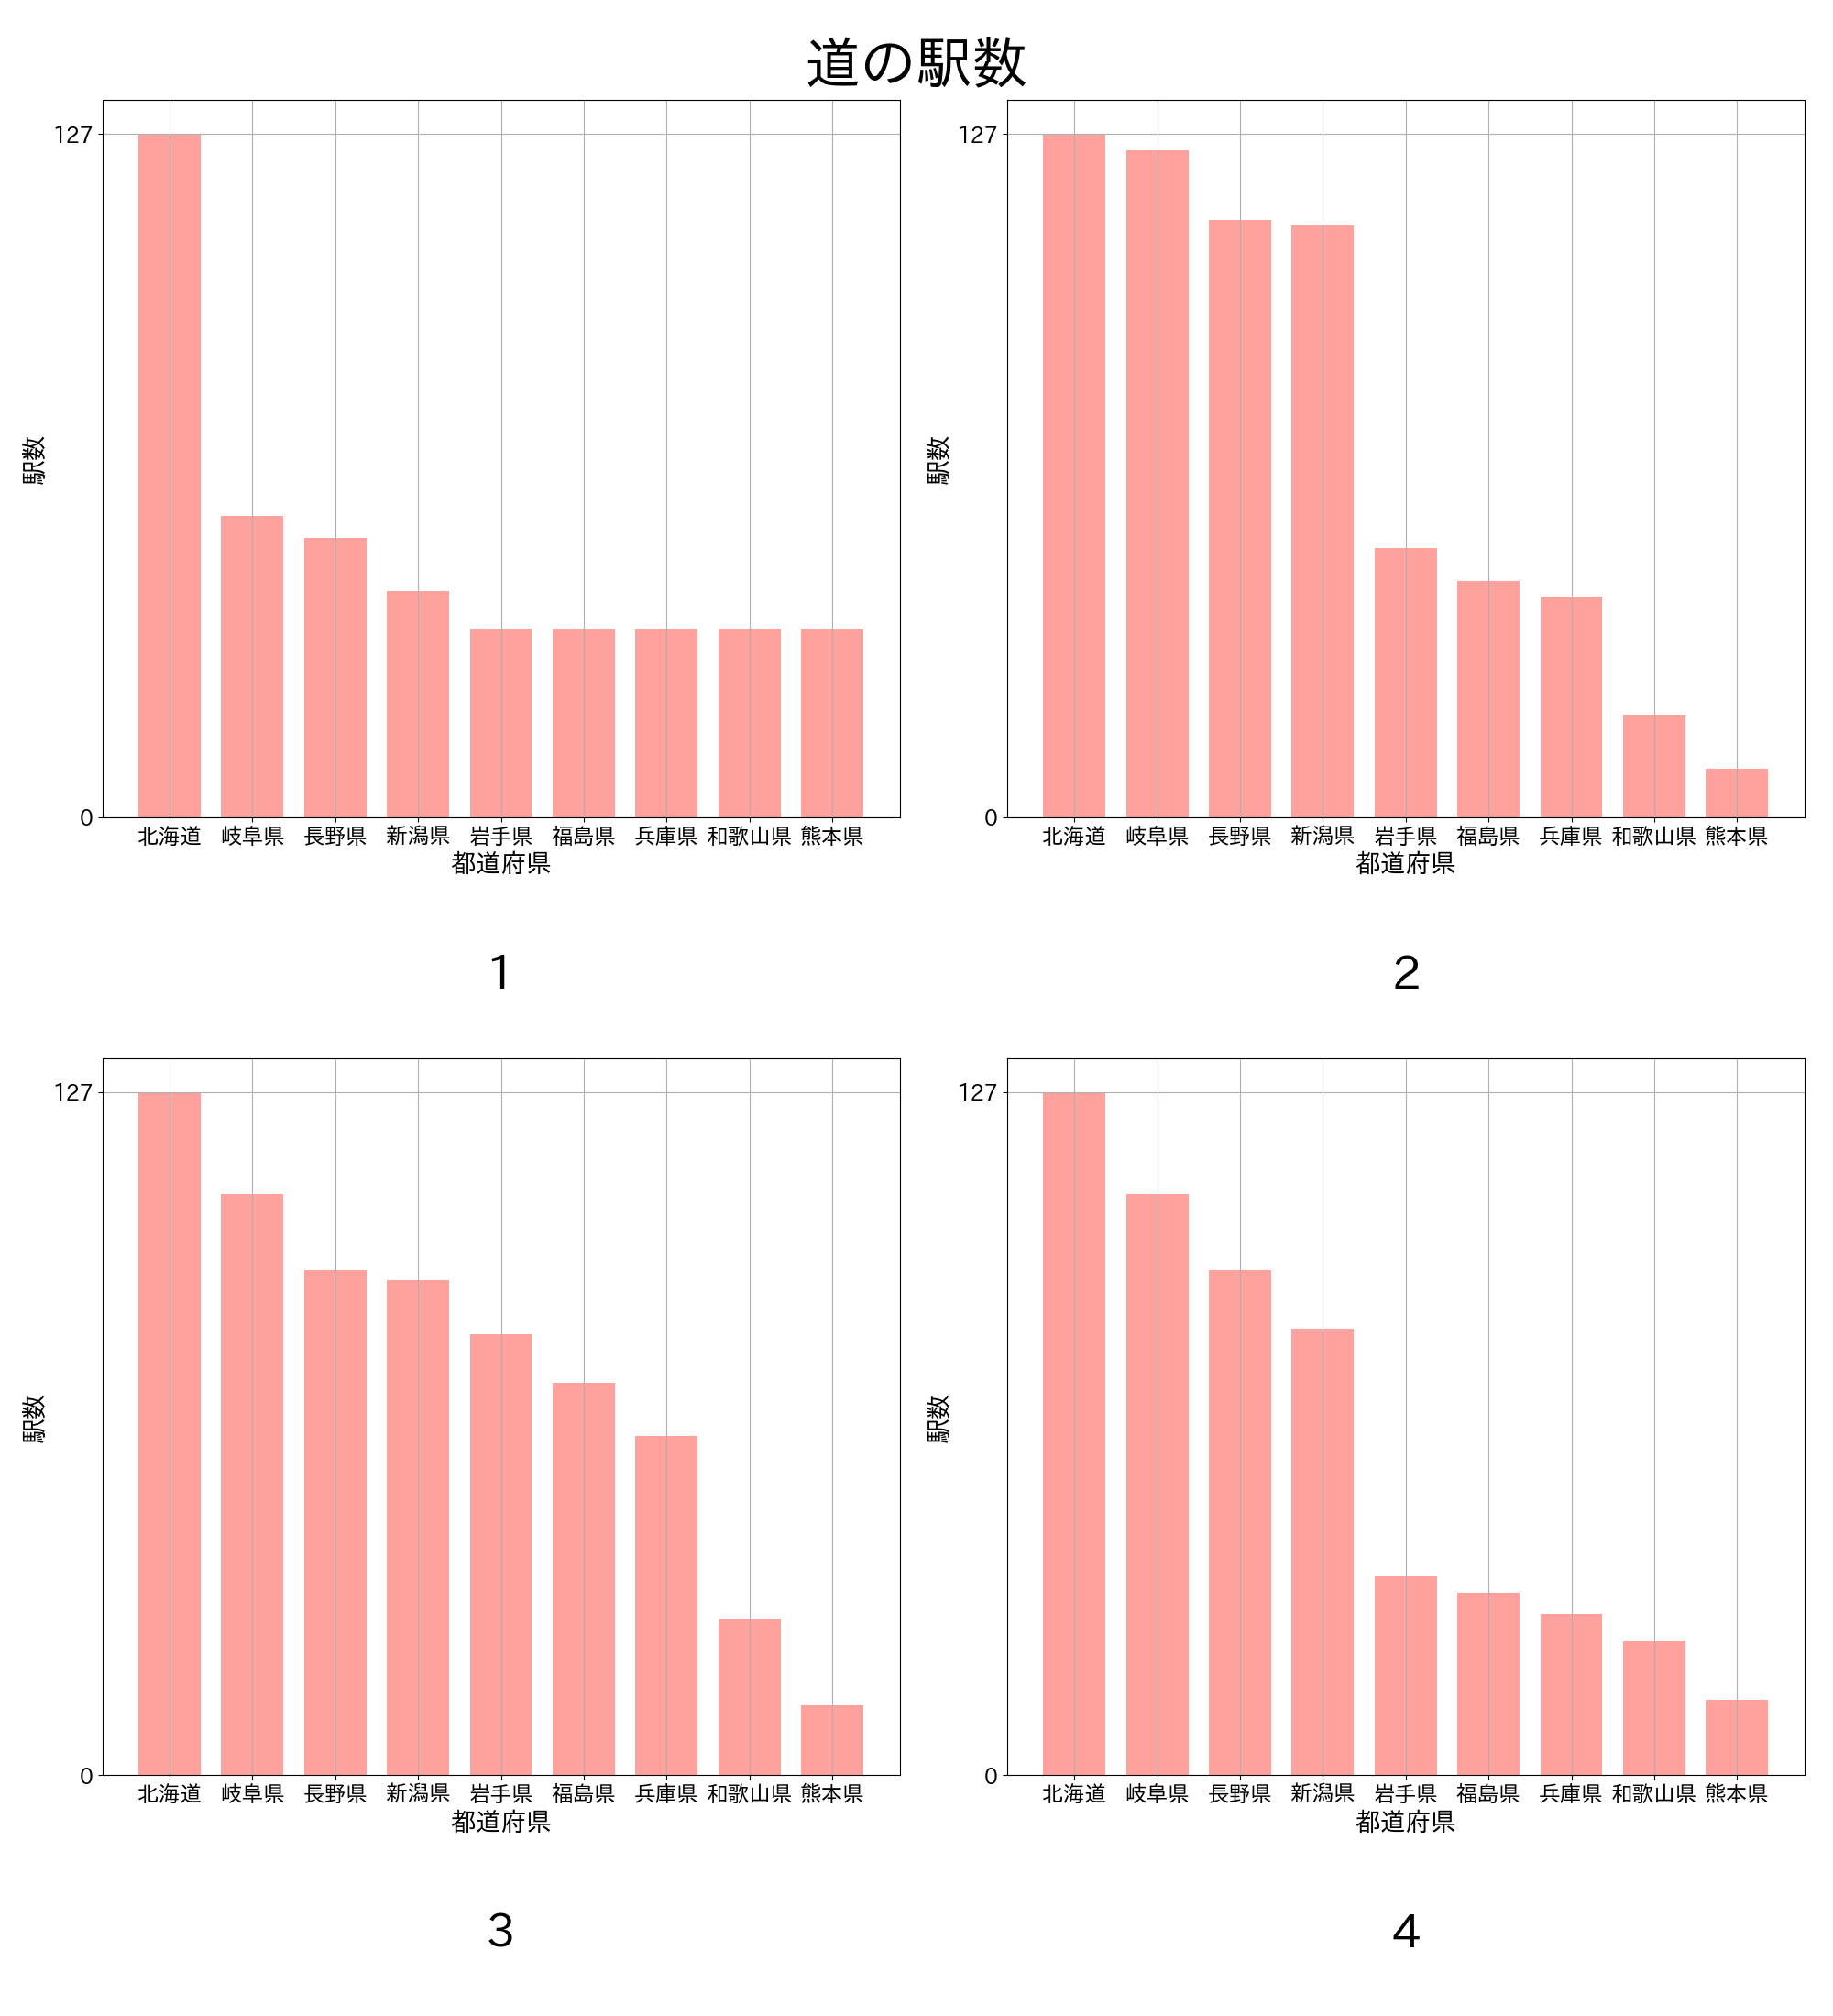 道の駅数
127
0
駅数
北海道 岐阜県 長野県 新潟県 岩手県 福島県 兵庫県 和歌山県 熊本県
都道府県
1
127
0
駅数
北海道 岐阜県 長野県 新潟県 岩手県 福島県 兵庫県 和歌山県 熊本県
都道府県
2
127
0
駅数
北海道 岐阜県 長野県 新潟県 岩手県 福島県 兵庫県 和歌山県 熊本県
都道府県
3
127
0
駅数
北海道 岐阜県 長野県 新潟県 岩手県 福島県 兵庫県 和歌山県 熊本県
都道府県
4